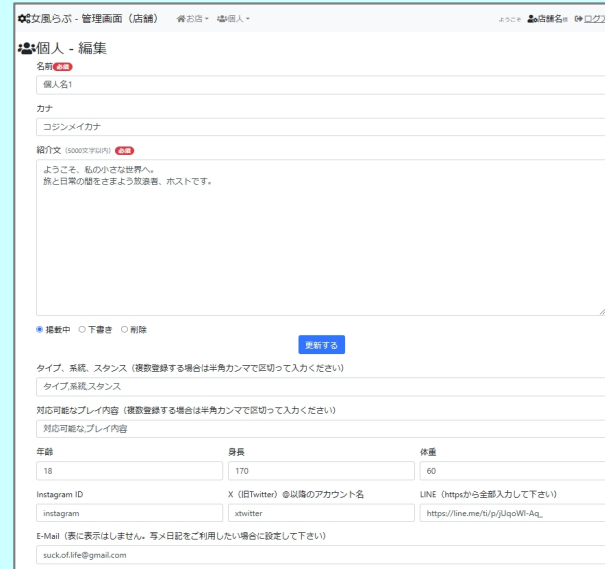 女風らぶ - 管理画面（店舗） お店 個人 ようこそ 店舗名様 ログア
個人 - 編集
名前 必須
個人名1
カナ
コジンメイカナ
紹介文（5000文字以内） 必須
ようこそ、私の小さな世界へ。
旅と日常の間をさまよう放浪者、ホストです。
掲載中 下書き 削除
更新する
タイプ、系統、スタンス（複数登録する場合は半角カンマで区切って入力ください）
タイプ,系統,スタンス
対応可能なプレイ内容（複数登録する場合は半角カンマで区切って入力ください）
対応可能な,プレイ内容
年齢 身長 体重
18 170 60
Instagram ID X（旧Twitter）@以降のアカウント名 LINE（httpsから全部入力して下さい）
instagram xtwitter https://line.me/ti/p/jUqoWI-Aq_
E-Mail（表に表示はしません。写メ日記をご利用したい場合に設定して下さい）
suck.of.life@gmail.com